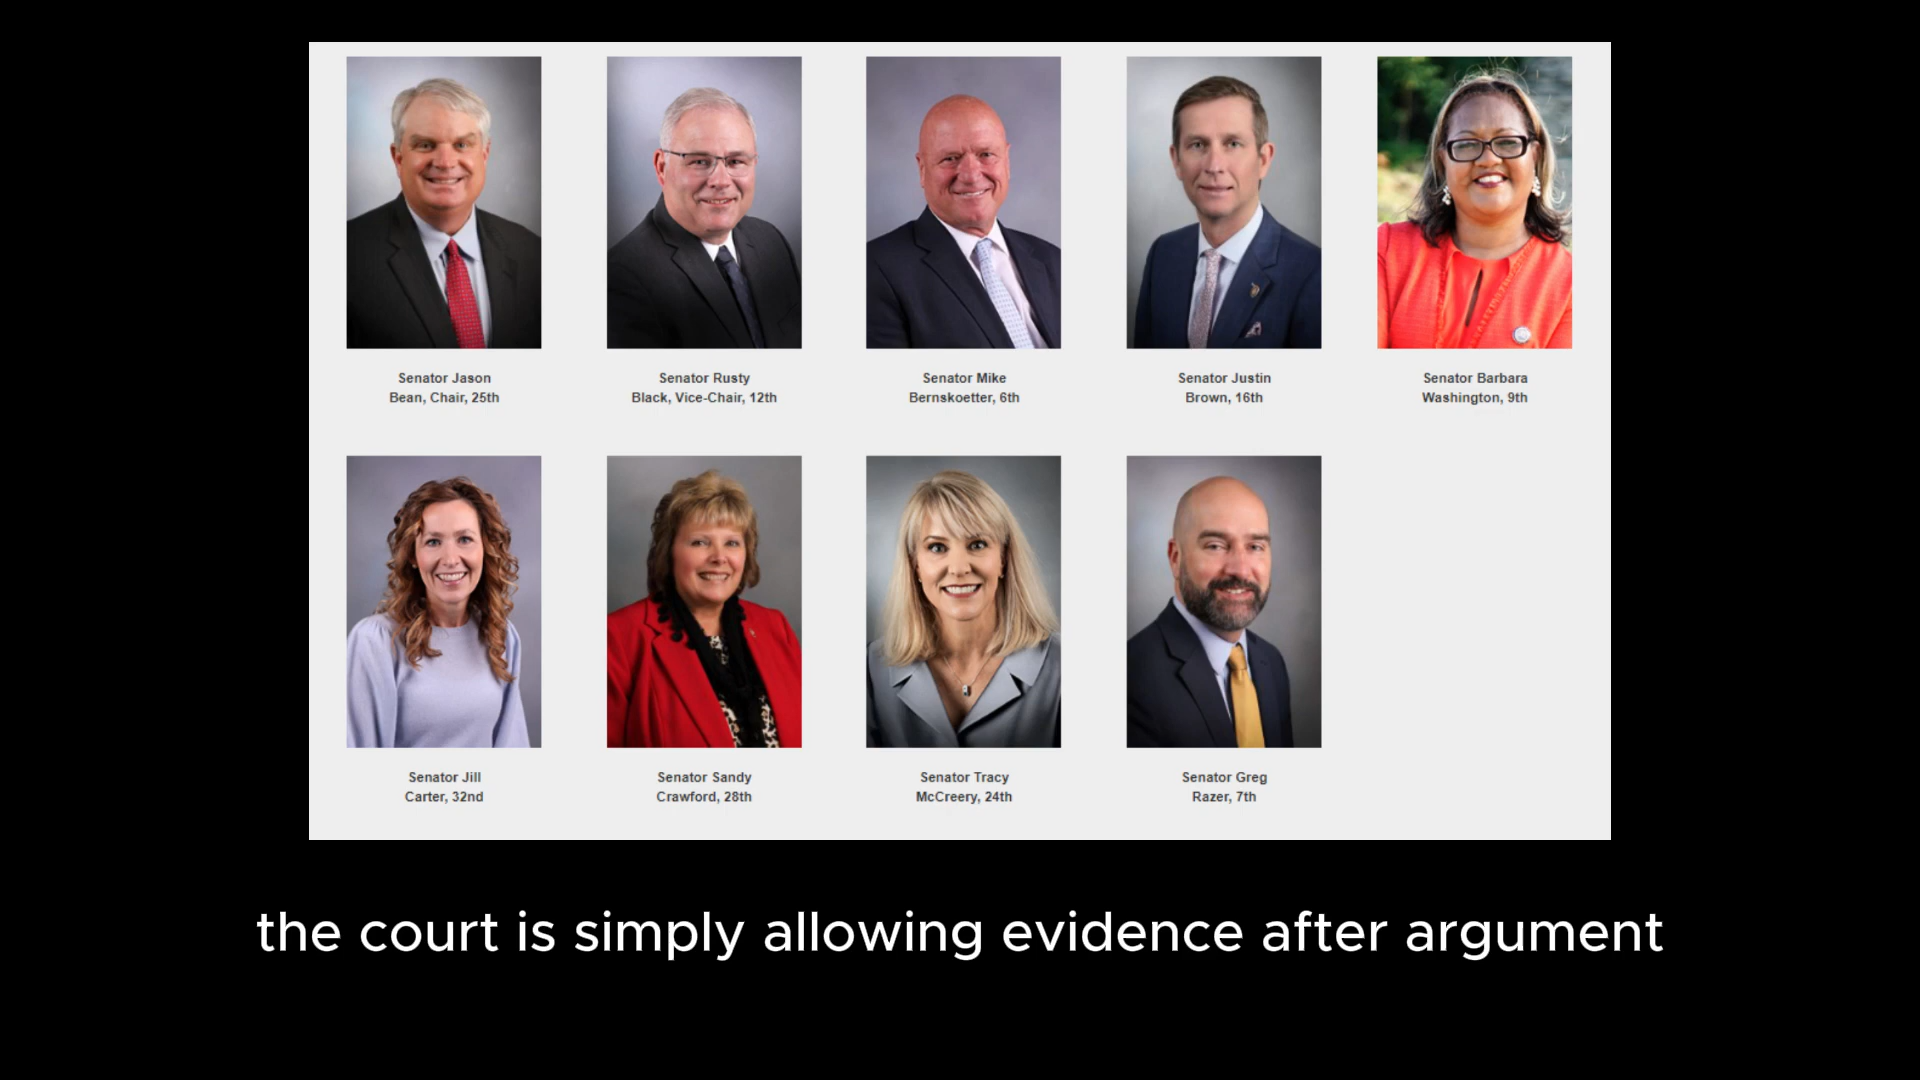 Senator Jason
Bean, Chair, 25th
Senator Rusty
Black, Vice-Chair, 12th
Senator Mike
Bernskoetter, 6th
Senator Justin
Brown, 16th
Senator Barbara
Washington, 9th
Senator Jill
Carter, 32nd
Senator Sandy
Crawford, 28th
Senator Tracy
McCreery, 24th
Senator Greg
Razer, 7th
the court is simply allowing evidence after argument